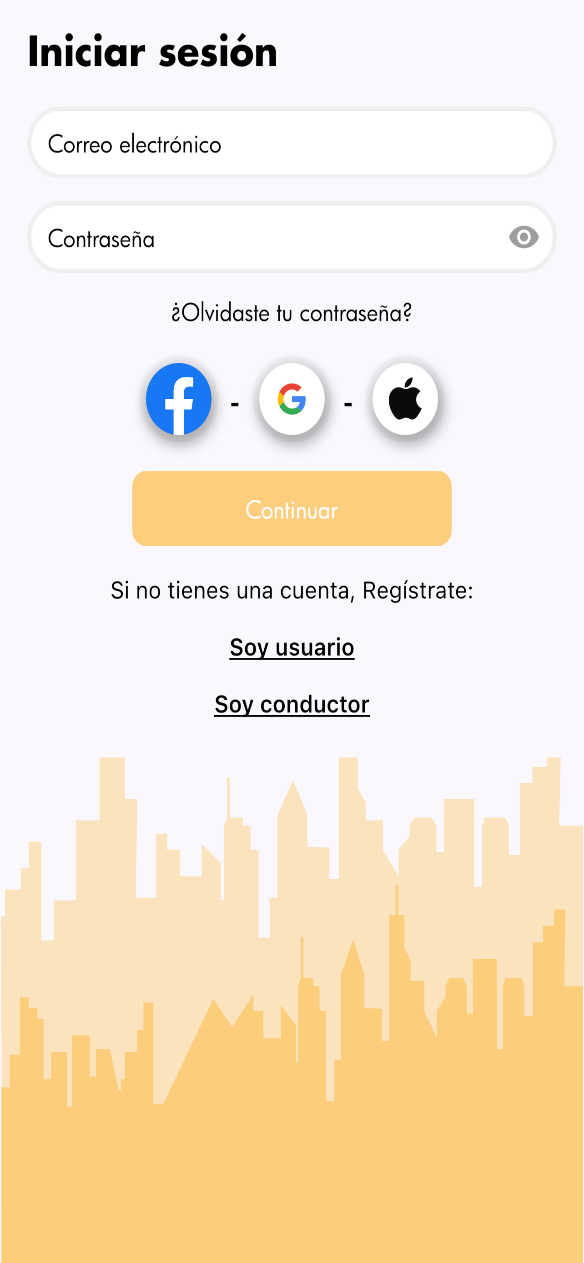 Iniciar sesión
Correo electrónico
Contraseña
¿Olvidaste tu contraseña?
- -
Continuar
Si no tienes una cuenta, Regístrate:
Soy usuario
Soy conductor